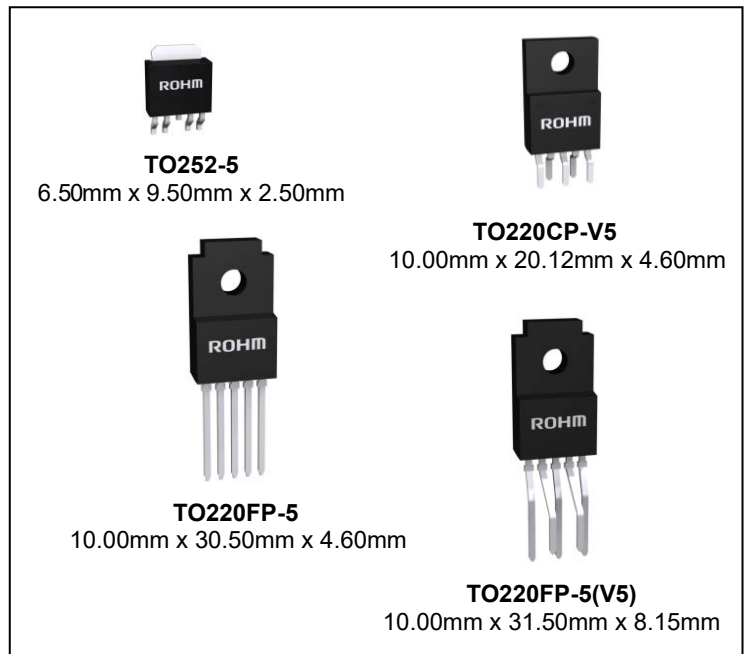 ROHM
TO252-5
6.50mm x 9.50mm x 2.50mm
ROHM
TO220CP-V5
10.00mm x 20.12mm x 4.60mm
ROHM
TO220FP-5
10.00mm x 30.50mm x 4.60mm
ROHM
TO220FP-5(V5)
10.00mm x 31.50mm x 8.15mm